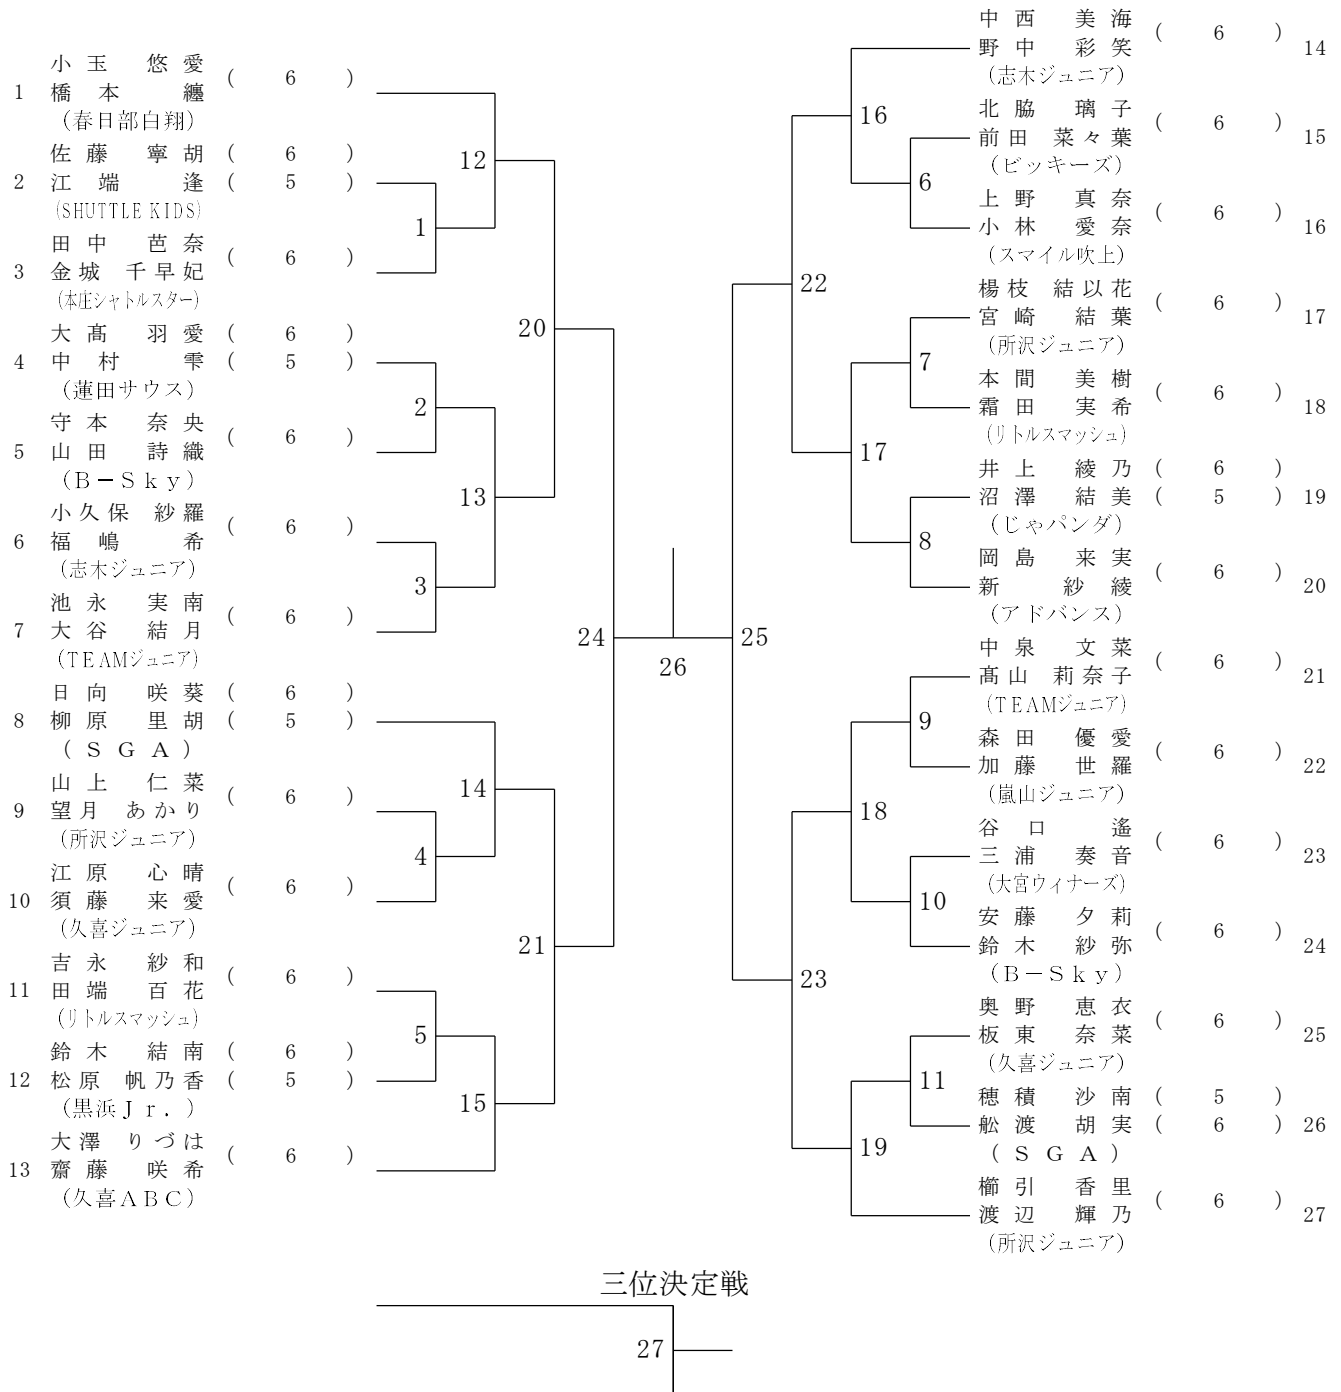 小玉 悠愛 ( 6 )
1 橋本 纏
(春日部白翔)
佐藤 寧胡 ( 6 )
2 江端 逢 ( 5 )
(SHUTTLE KIDS)
田中 芭奈 ( 6 )
3 金城 千早妃
(本庄シャトルスター)
大髙 羽愛 ( 6 )
4 中村 雫 ( 5 )
(蓮田サウス)
守本 奈央 ( 6 )
5 山田 詩織
(B－Sky)
小久保 紗羅 ( 6 )
6 福嶋 希
(志木ジュニア)
池永 実南 ( 6 )
7 大谷 結月
(TEAMジュニア)
日向 咲葵 ( 6 )
8 柳原 里胡 ( 5 )
(SGA)
山上 仁菜 ( 6 )
9 望月 あかり
(所沢ジュニア)
江原 心晴 ( 6 )
10 須藤 来愛
(久喜ジュニア)
吉永 紗和 ( 6 )
11 田端 百花
(リトルスマッシュ)
鈴木 結南 ( 6 )
12 松原 帆乃香 ( 5 )
(黒浜Jr.)
大澤 りづは ( 6 )
13 齋藤 咲希
(久喜ABC)
1
2
3
4
5
12
13
14
15
20
21
24
26
25
22
23
16
17
18
19
6
7
8
9
10
11
中西 美海 ( 6 )
野中 彩笑 14
(志木ジュニア)
北脇 璃子 ( 6 )
前田 菜々葉 15
(ビッキーズ)
上野 真奈 ( 6 )
小林 愛奈 16
(スマイル吹上)
楊枝 結以花 ( 6 )
宮崎 結葉 17
(所沢ジュニア)
本間 美樹 ( 6 )
霜田 実希 18
(リトルスマッシュ)
井上 綾乃 ( 6 )
沼澤 結美 ( 5 ) 19
(じゃパンダ)
岡島 来実 ( 6 )
新 紗綾 20
(アドバンス)
中泉 文菜 ( 6 )
髙山 莉奈子 21
(TEAMジュニア)
森田 優愛 ( 6 )
加藤 世羅 22
(嵐山ジュニア)
谷口 遙 ( 6 )
三浦 奏音 23
(大宮ウィナーズ)
安藤 夕莉 ( 6 )
鈴木 紗弥 24
(B－Sky)
奥野 恵衣 ( 6 )
板東 奈菜 25
(久喜ジュニア)
穂積 沙南 ( 5 )
舩渡 胡実 ( 6 ) 26
(SGA)
櫛引 香里 ( 6 )
渡辺 輝乃 27
(所沢ジュニア)
三位決定戦
27